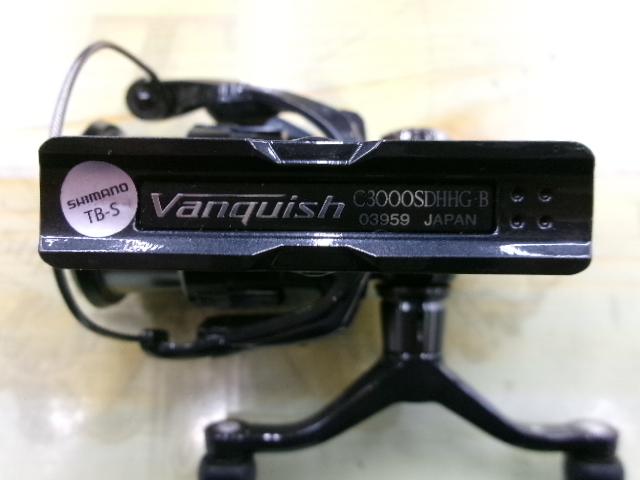 SHIMANO
TB-S
Vanquish
C3000SDHHG-B
03959 JAPAN